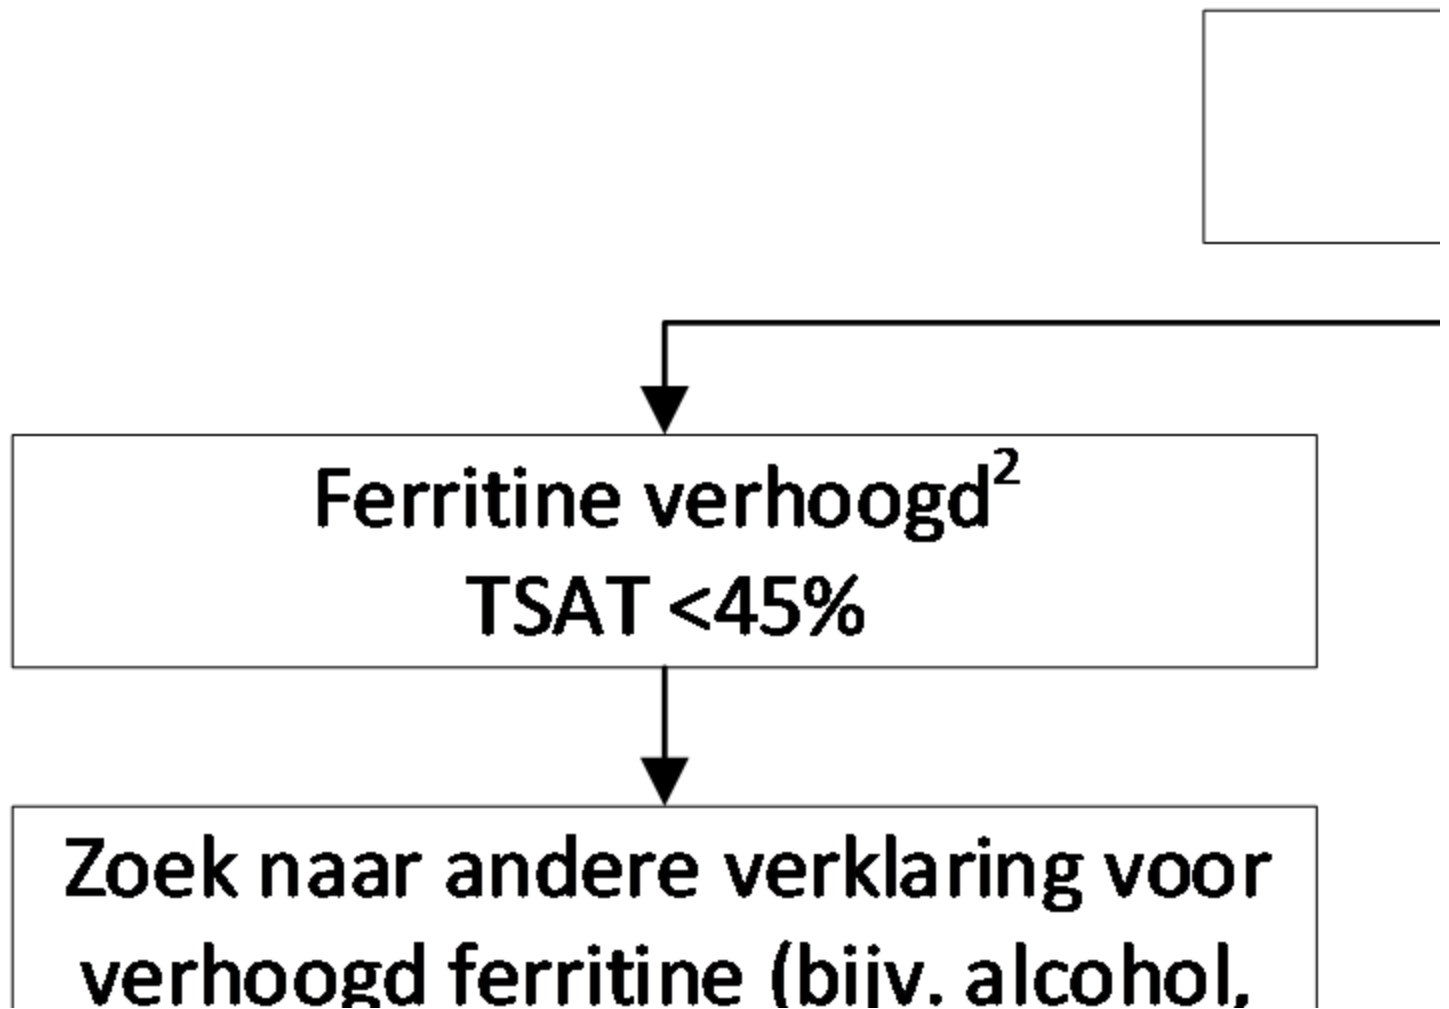 Ferritine verhoogd²
TSAT <45%
Zoek naar andere verklaring voor
verhoogd ferritine (bijv. alcohol,